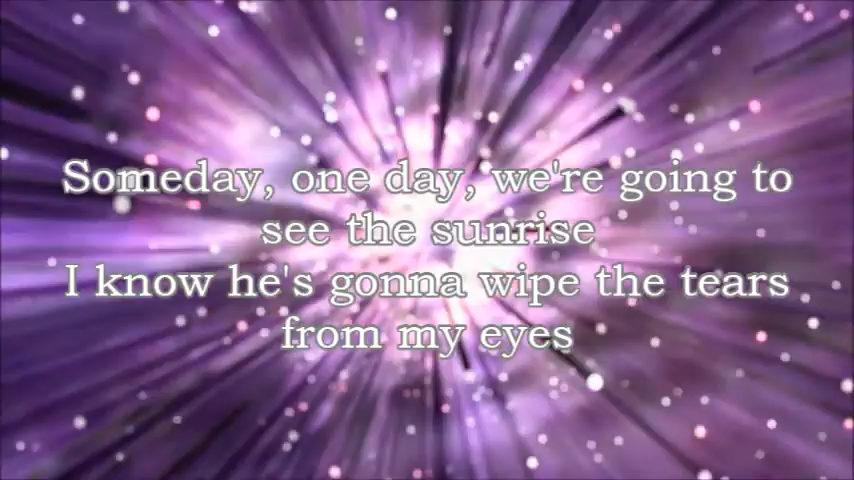 Someday, one day, we're going to
see the sunrise
I know he's gonna wipe the tears
from my eyes